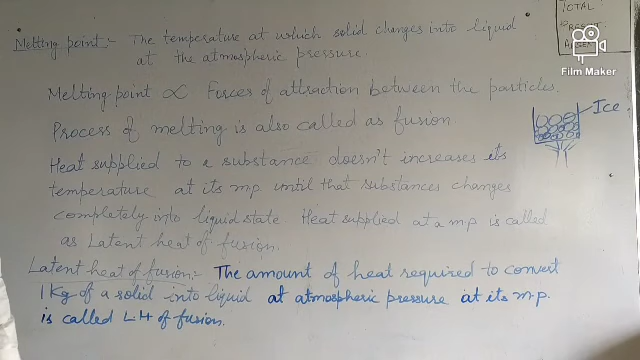 TOTAL:
PRESENT:
ABSENT
Film Maker
Melting point:- The temperature at which solid changes into liquid
at the atmospheric pressure.
Melting point ∝ Forces of attraction between the particles.
Process of melting is also called as fusion.
Ice
Heat supplied to a substance doesn't increases its
temperature at its m.p until that substances changes
completely into liquid state Heat supplied at a m.p is called
as Latent heat of fusion.
Latent heat of fusion:- The amount of heat required to convert
1 Kg of a solid into liquid at atmospheric pressure at its m.p.
is called L.H of fusion.